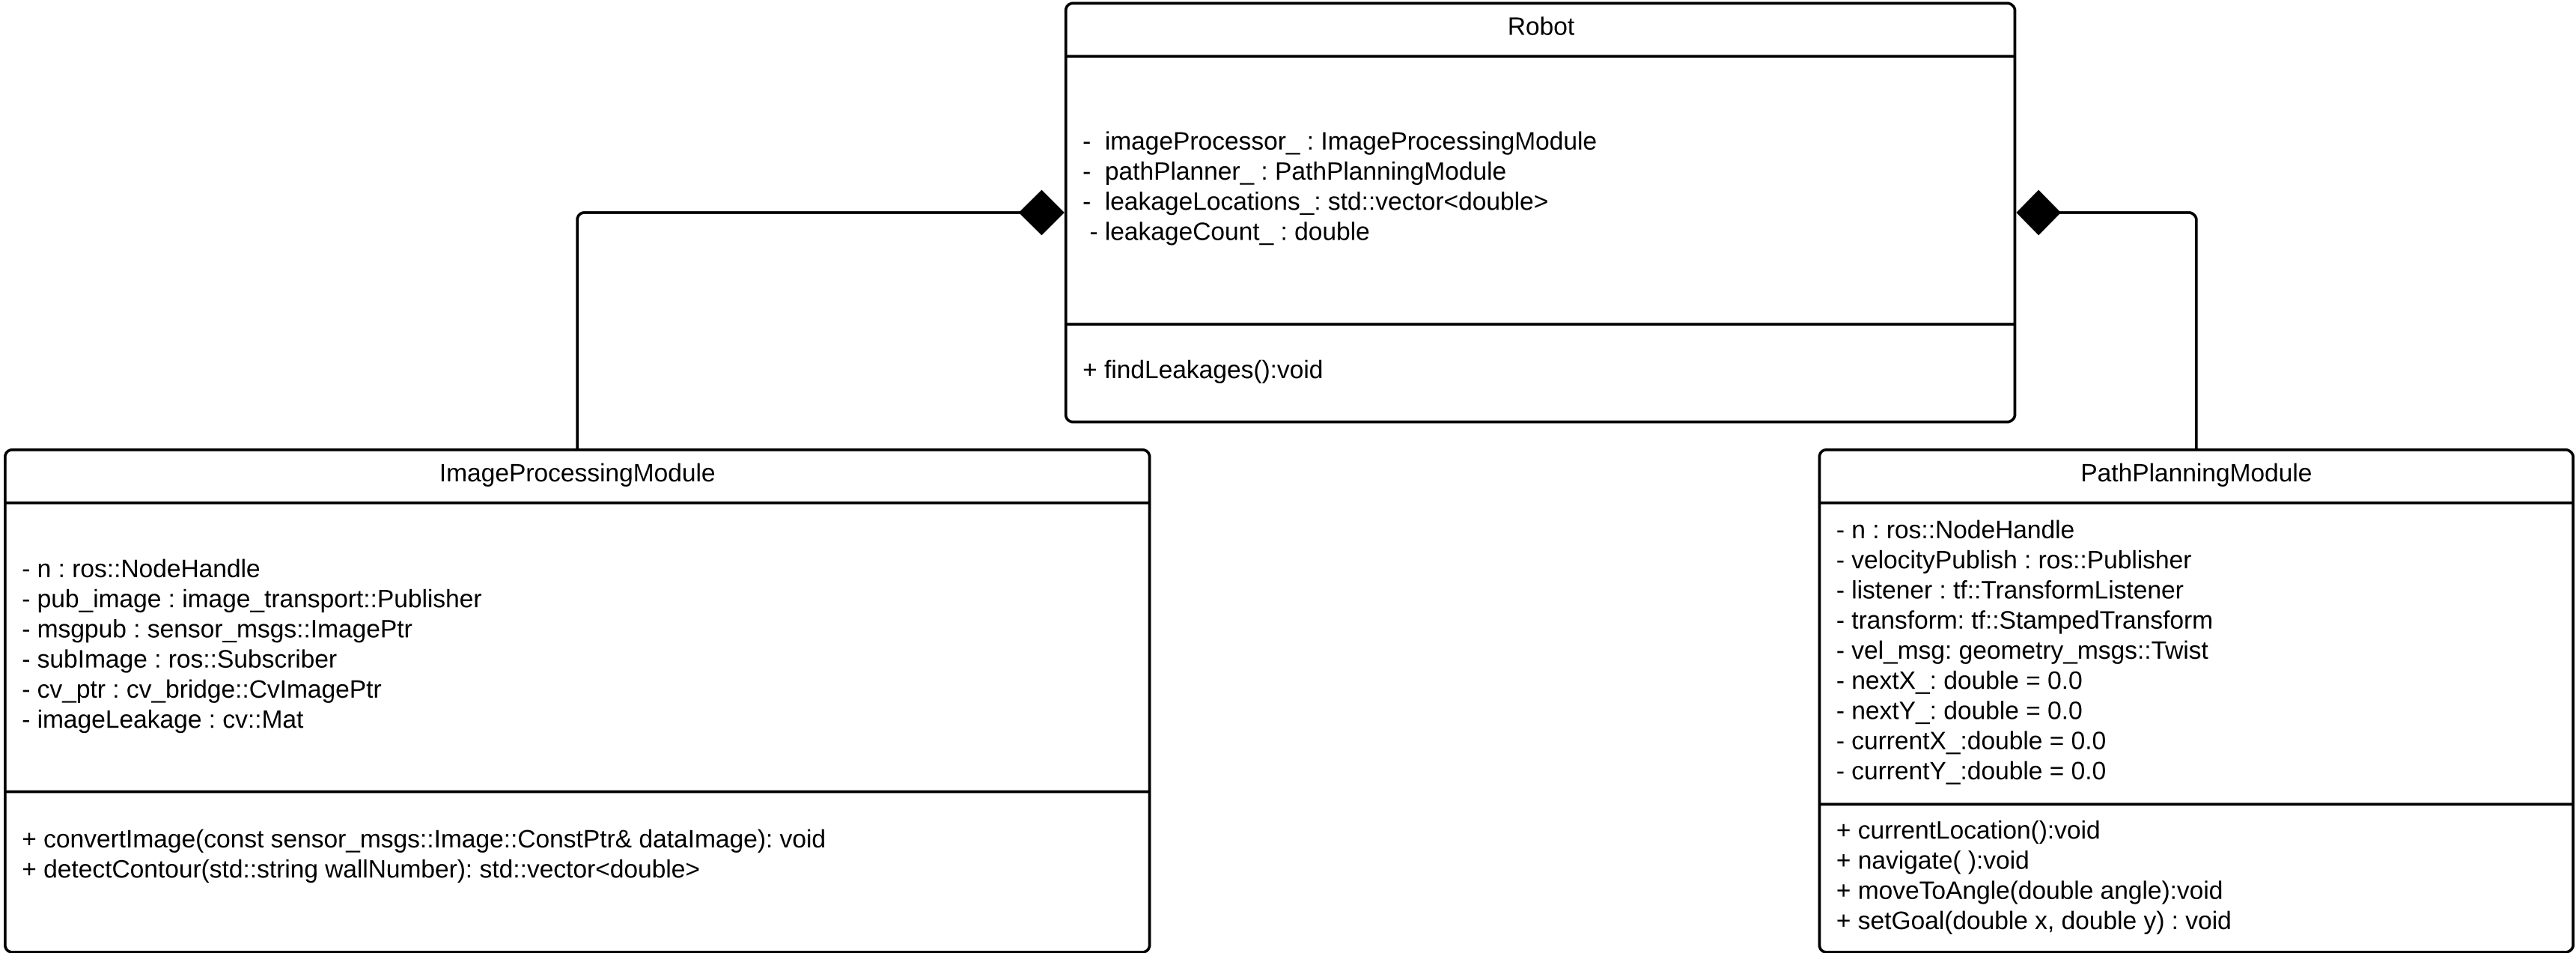 Robot
-  imageProcessor_ : ImageProcessingModule
-  pathPlanner_ : PathPlanningModule
-  leakageLocations_: std::vector<double>
- leakageCount_ : double
+ findLeakages():void
ImageProcessingModule
- n : ros::NodeHandle
- pub_image : image_transport::Publisher
- msgpub : sensor_msgs::ImagePtr
- subImage : ros::Subscriber
- cv_ptr : cv_bridge::CvImagePtr
- imageLeakage : cv::Mat
+ convertImage(const sensor_msgs::Image::ConstPtr& dataImage): void
+ detectContour(std::string wallNumber): std::vector<double>
PathPlanningModule
- n : ros::NodeHandle
- velocityPublish : ros::Publisher
- listener : tf::TransformListener
- transform: tf::StampedTransform
- vel_msg: geometry_msgs::Twist
- nextX_: double = 0.0
- nextY_: double = 0.0
- currentX_:double = 0.0
- currentY_:double = 0.0
+ currentLocation():void
+ navigate( ):void
+ moveToAngle(double angle):void
+ setGoal(double x, double y) : void